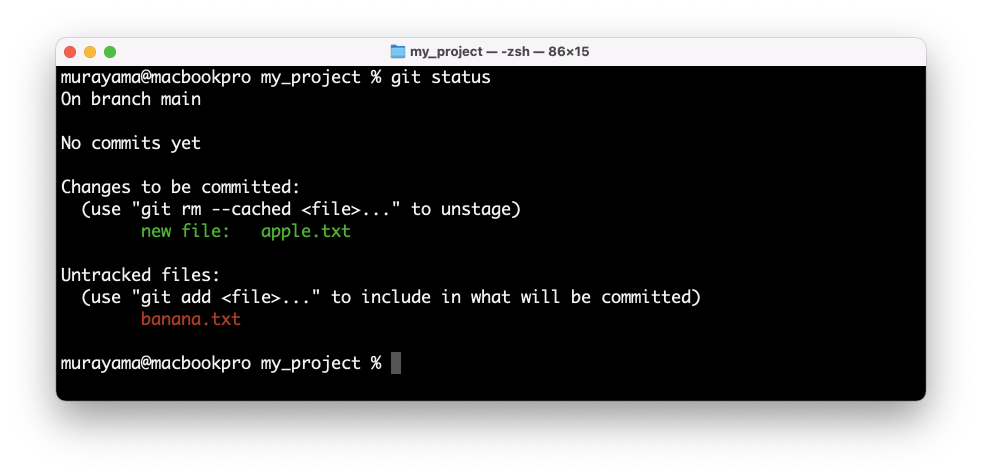 my_project — -zsh — 86×15
murayama@macbookpro my_project % git status
On branch main
No commits yet
Changes to be committed:
(use "git rm --cached <file>..." to unstage)
new file:   apple.txt
Untracked files:
(use "git add <file>..." to include in what will be committed)
banana.txt
murayama@macbookpro my_project %